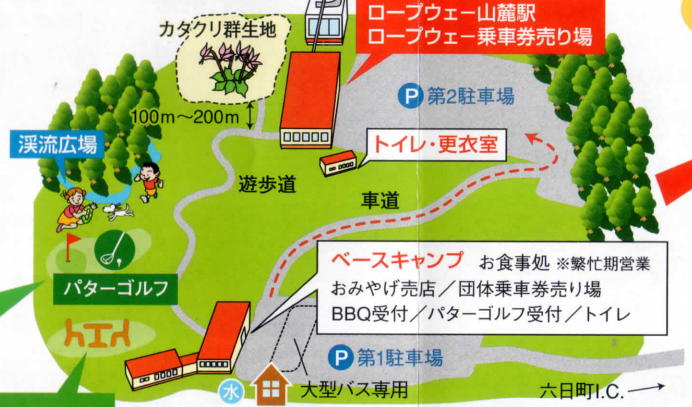 ロープウェー山麓駅
ロープウェー乗車券売り場
カタクリ群生地
P 第2駐車場
100m〜200m
渓流広場
トイレ・更衣室
遊歩道
車道
ベースキャンプ お食事処 ※繁忙期営業
おみやげ売店／団体乗車券売り場
BBQ受付／パターゴルフ受付／トイレ
パターゴルフ
P 第1駐車場
水
大型バス専用
六日町I.C.